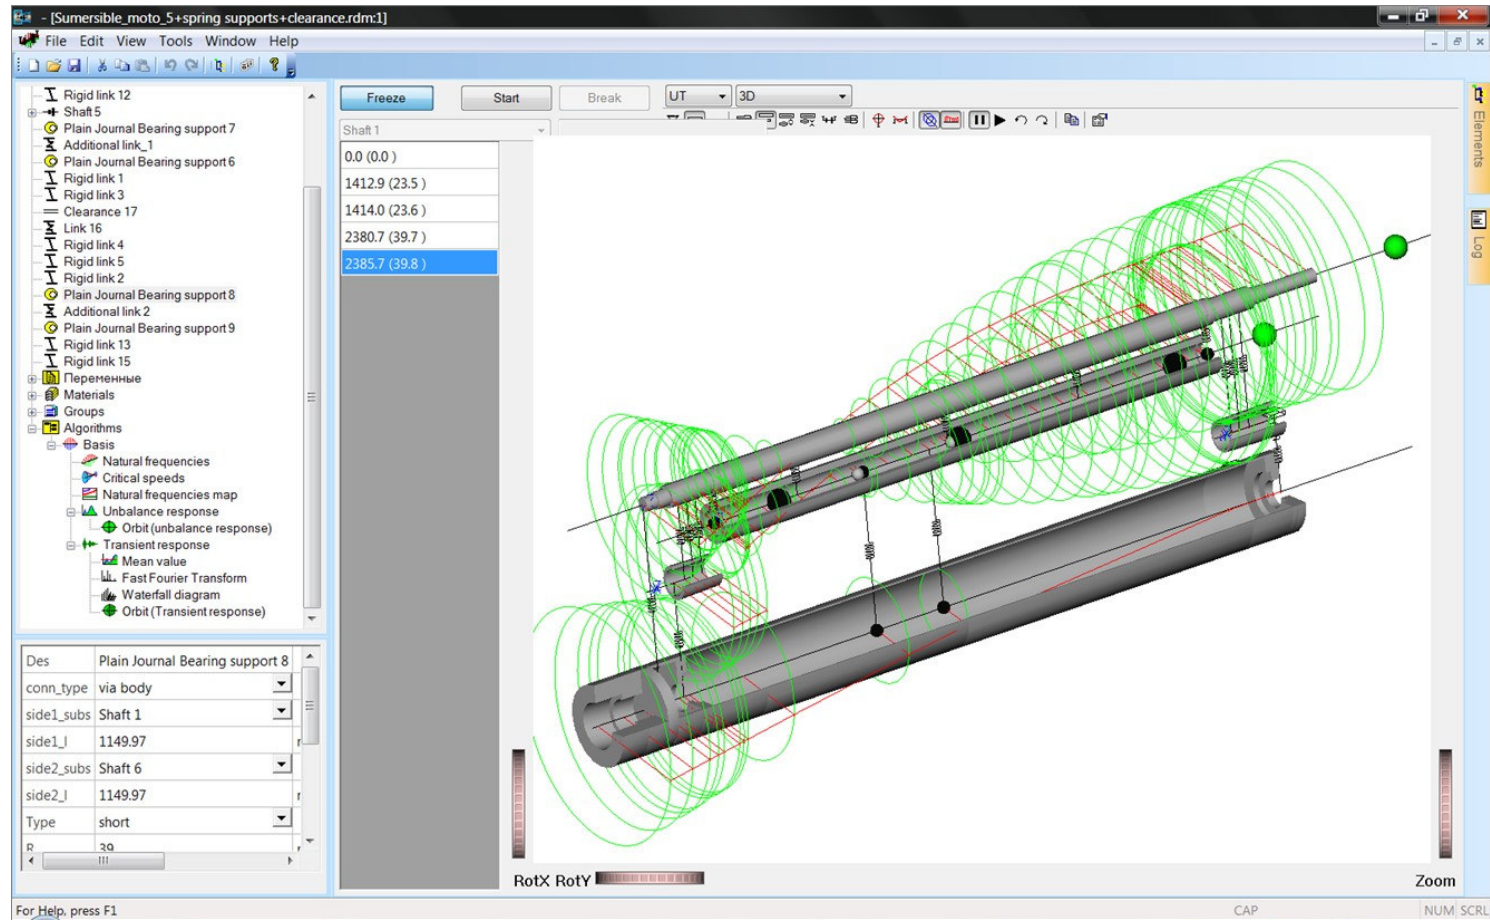 - [Sumersible_moto_5+spring supports+clearance.rdm:1]
File Edit View Tools Window Help
Rigid link 12
Shaft 5
Plain Journal Bearing support 7
Additional link_1
Plain Journal Bearing support 6
Rigid link 1
Rigid link 3
Clearance 17
Link 16
Rigid link 4
Rigid link 5
Rigid link 2
Plain Journal Bearing support 8
Additional link 2
Plain Journal Bearing support 9
Rigid link 13
Rigid link 15
Переменные
Materials
Groups
Algorithms
Basis
Natural frequencies
Critical speeds
Natural frequencies map
Unbalance response
Orbit (unbalance response)
Transient response
Mean value
Fast Fourier Transform
Waterfall diagram
Orbit (Transient response)
Des Plain Journal Bearing support 8
conn_type via body
side1_subs Shaft 1
side1_l 1149.97
side2_subs Shaft 6
side2_l 1149.97
Type short
R 39
Freeze Start Break UT 3D
Shaft 1
0.0 (0.0 )
1412.9 (23.5 )
1414.0 (23.6 )
2380.7 (39.7 )
2385.7 (39.8 )
RotX RotY
Zoom
Elements
Log
For Help, press F1
CAP NUM SCRL